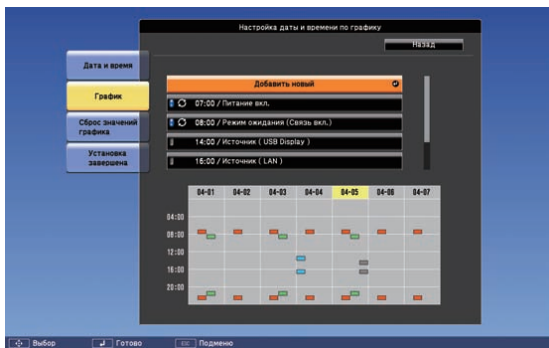 Настройка даты и времени по графику
Назад
Дата и время
График
Сброс значений
графика
Установка
завершена
Добавить новый
07:00 / Питание вкл.
08:00 / Режим ожидания (Связь вкл.)
14:00 / Источник ( USB Display )
16:00 / Источник ( LAN )
04-01 04-02 04-03 04-04 04-05 04-06 04-07
04:00
08:00
12:00
16:00
20:00
Выбор Готово Подменю